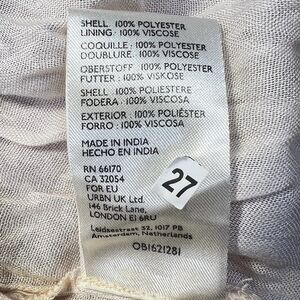 SHELL: 100% POLYESTER
LINING: 100% VISCOSE
COQUILLE: 100% POLYESTER
DOUBLURE: 100% VISCOSE
OBERSTOFF: 100% POLYESTER
FUTTER: 100% VISKOSE
SHELL: 100% POLIESTERE
FODERA: 100% VISCOSA
EXTERIOR: 100% POLIÉSTER
FORRO: 100% VISCOSA
MADE IN INDIA
HECHO EN INDIA
RN 66170
CA 32054
FOR EU
URBN UK Ltd.
146 Brick Lane,
LONDON E1 6RU
Leidsestraat 32, 1017 PB
Amsterdam, Netherlands
OB1621281
27